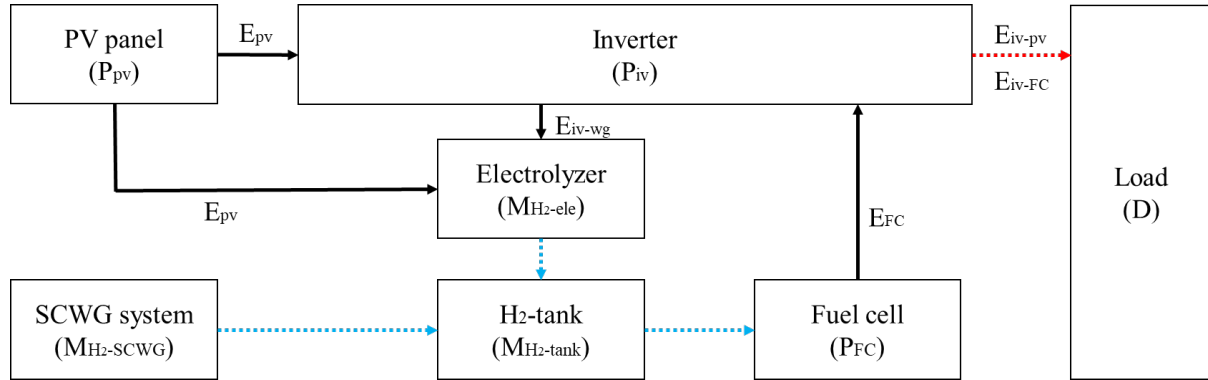 PV panel
(Ppv)
Epv
Inverter
(Piv)
Eiv-pv
Eiv-FC
Load
(D)
Eiv-wg
Electrolyzer
(MH2-ele)
Epv
EFC
SCWG system
(MH2-SCWG)
H2-tank
(MH2-tank)
Fuel cell
(PFC)